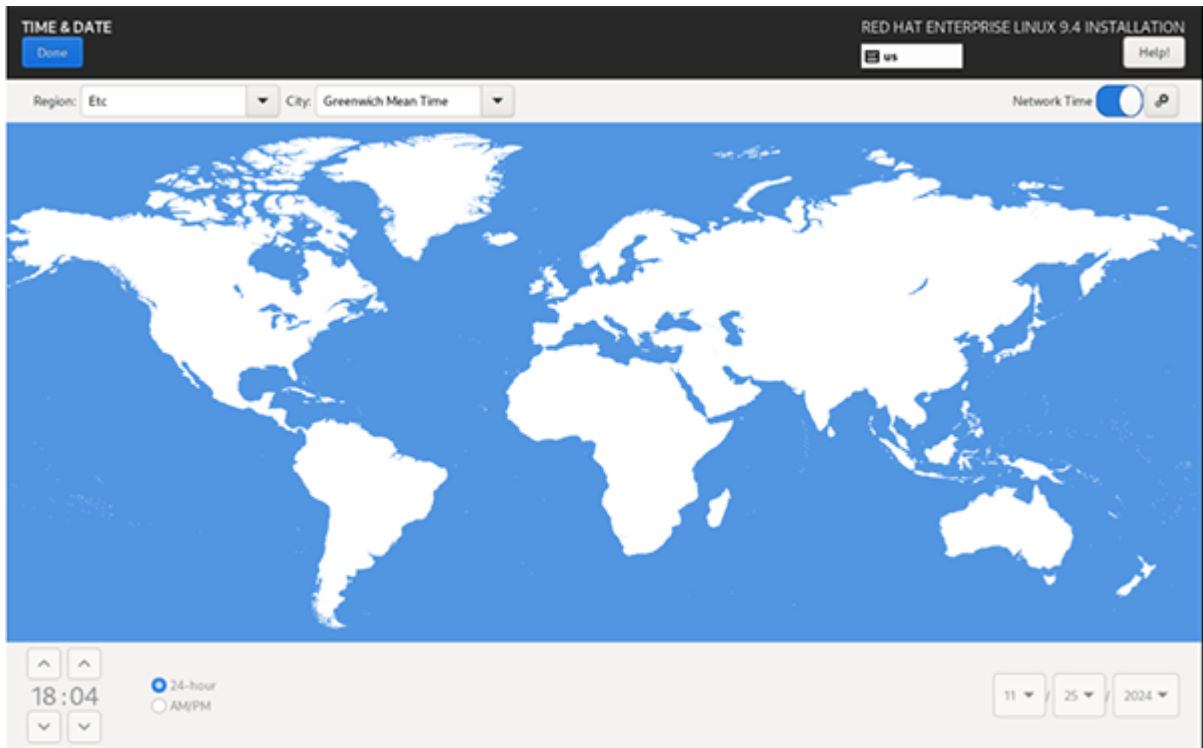 TIME & DATE
RED HAT ENTERPRISE LINUX 9.4 INSTALLATION
Done
us
Help!
Region: Etc City: Greenwich Mean Time Network Time
18:04
24-hour
AM/PM
11 / 25 / 2024